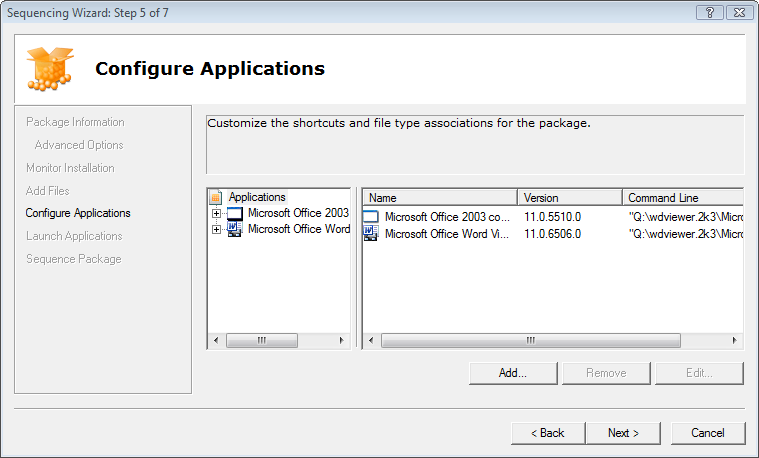 Sequencing Wizard: Step 5 of 7
Configure Applications
Package Information
Advanced Options
Monitor Installation
Add Files
Configure Applications
Launch Applications
Sequence Package
Customize the shortcuts and file type associations for the package.
Applications
Microsoft Office 2003
Microsoft Office Word
Name Version Command Line
Microsoft Office 2003 co... 11.0.5510.0 "Q:\wdviewer.2k3\Micro
Microsoft Office Word Vi... 11.0.6506.0 "Q:\wdviewer.2k3\Micro
Add... Remove Edit...
< Back Next > Cancel